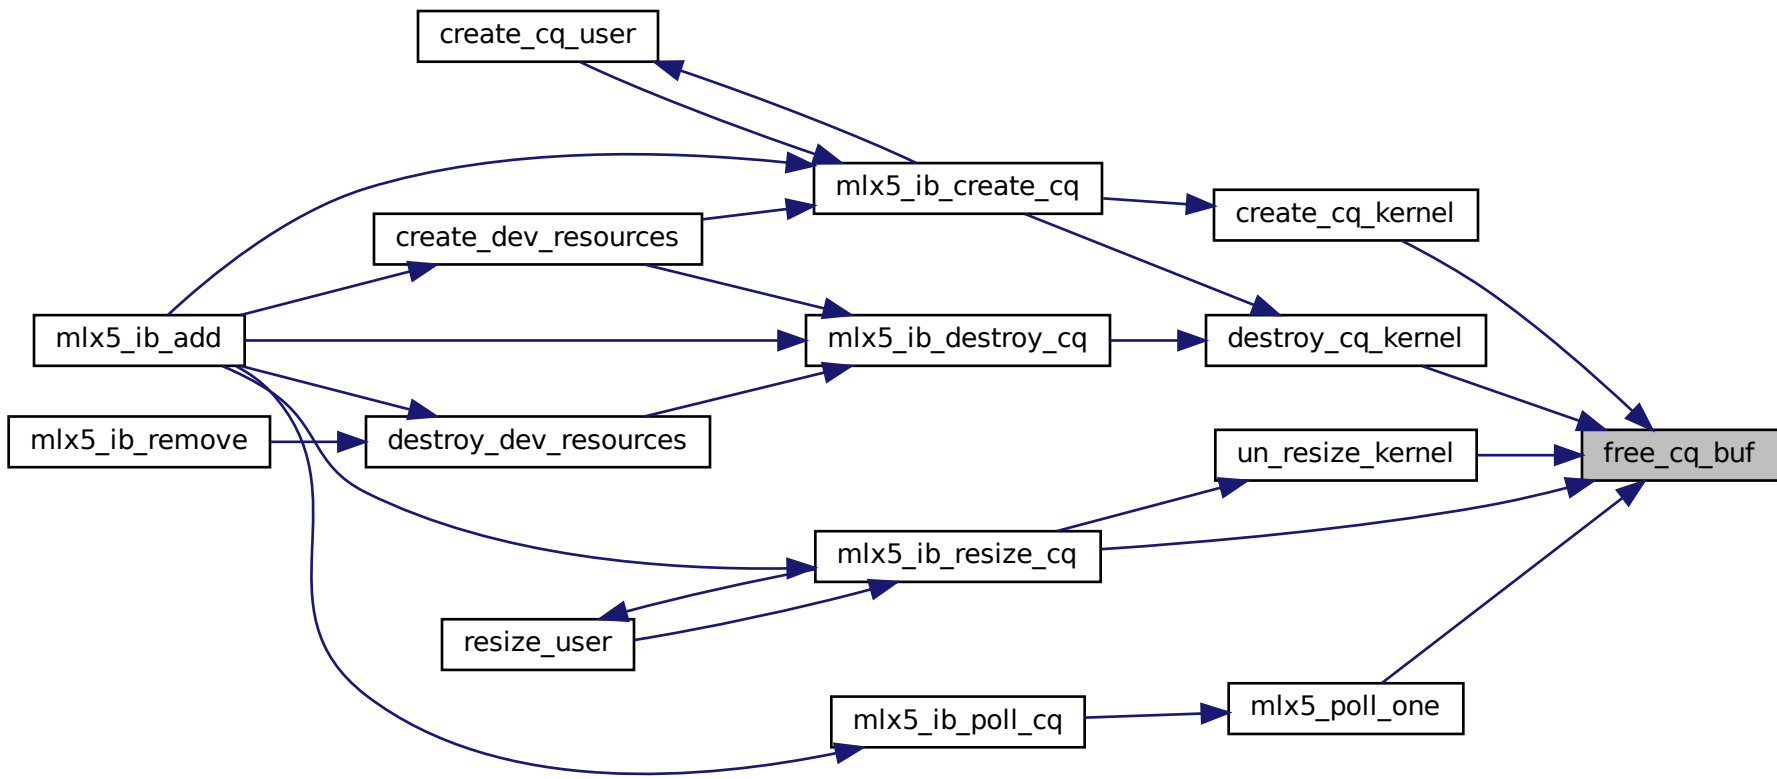 create_cq_user
mlx5_ib_create_cq
create_cq_kernel
create_dev_resources
mlx5_ib_add
mlx5_ib_destroy_cq
destroy_cq_kernel
mlx5_ib_remove
destroy_dev_resources
un_resize_kernel
free_cq_buf
mlx5_ib_resize_cq
resize_user
mlx5_ib_poll_cq
mlx5_poll_one